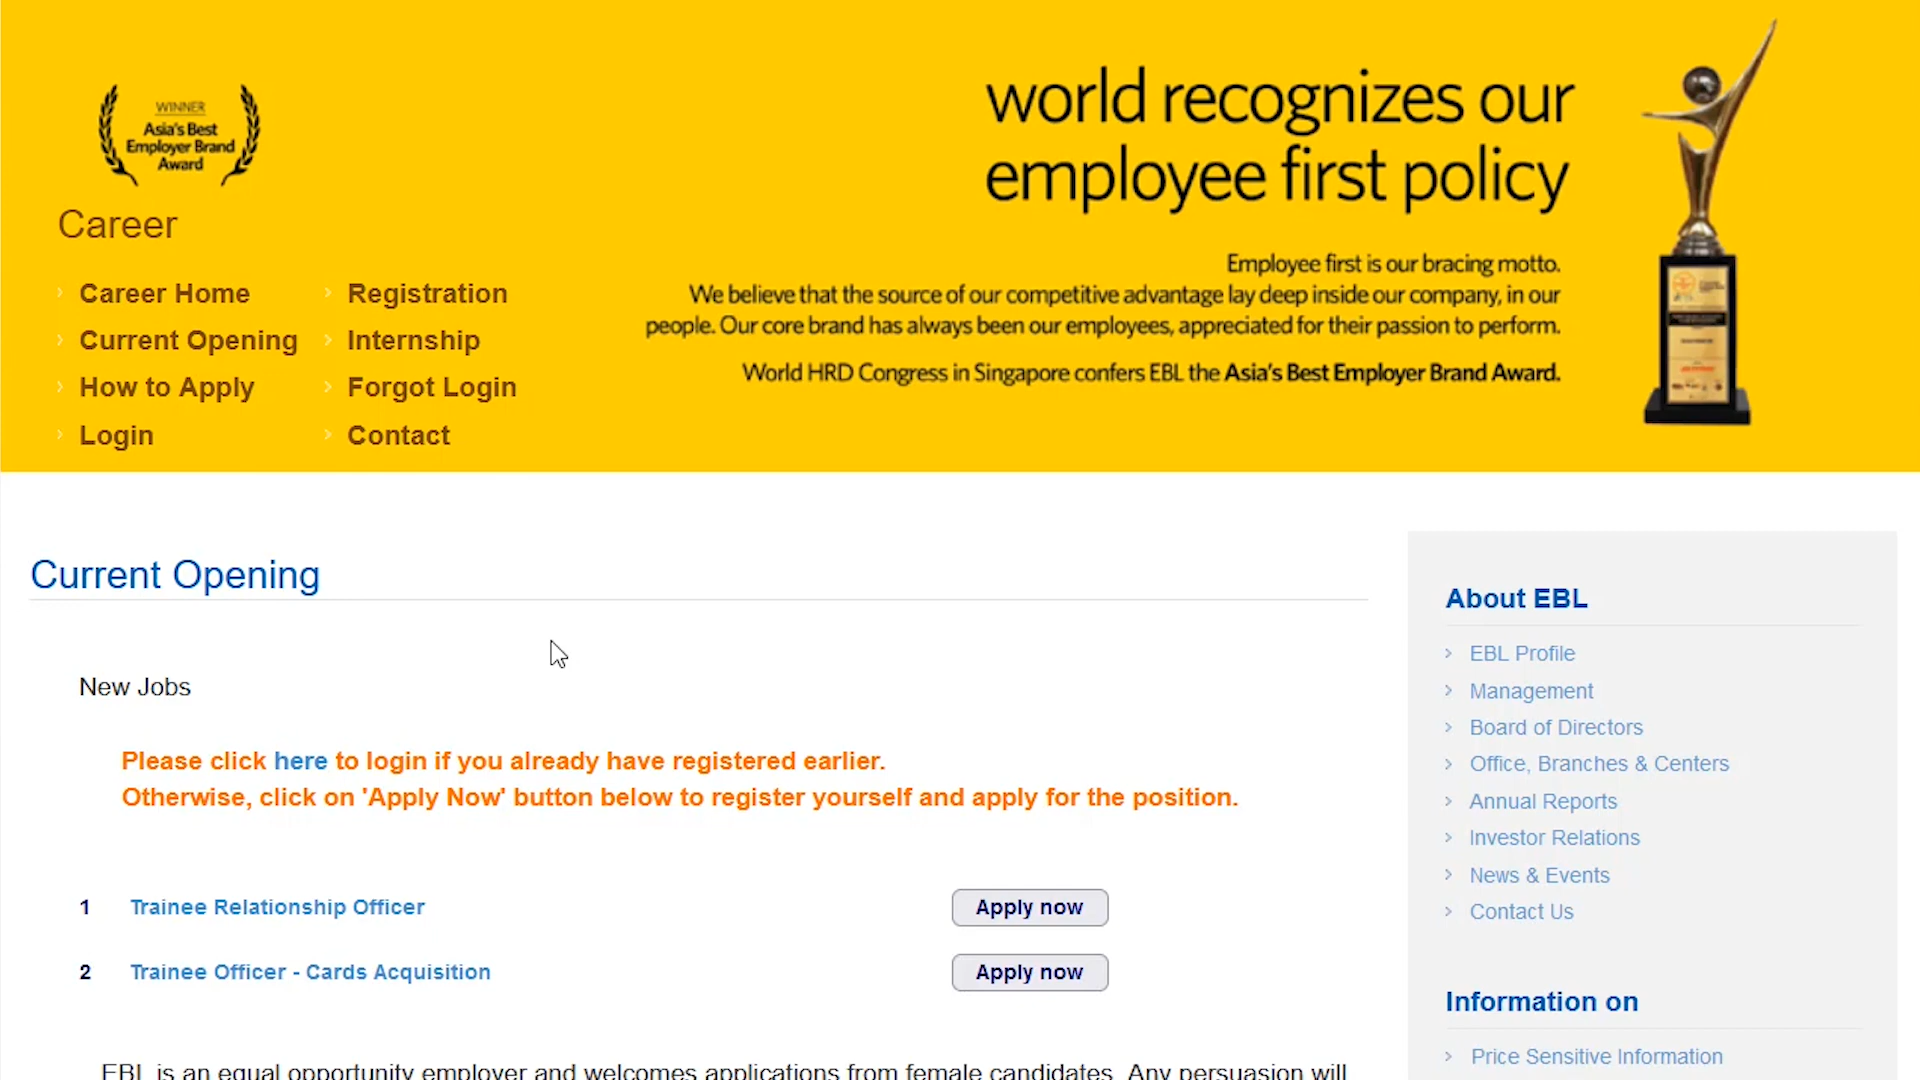 WINNER
Asia's Best
Employer Brand
Award
world recognizes our
employee first policy
Employee first is our bracing motto.
We believe that the source of our competitive advantage lay deep inside our company, in our
people. Our core brand has always been our employees, appreciated for their passion to perform.
World HRD Congress in Singapore confers EBL the Asia's Best Employer Brand Award.
Career
Career Home
Registration
Current Opening
Internship
How to Apply
Forgot Login
Login
Contact
Current Opening
New Jobs
Please click here to login if you already have registered earlier.
Otherwise, click on 'Apply Now' button below to register yourself and apply for the position.
1 Trainee Relationship Officer Apply now
2 Trainee Officer - Cards Acquisition Apply now
EBL is an equal opportunity employer and welcomes applications from female candidates. Any persuasion will
About EBL
EBL Profile
Management
Board of Directors
Office, Branches & Centers
Annual Reports
Investor Relations
News & Events
Contact Us
Information on
Price Sensitive Information